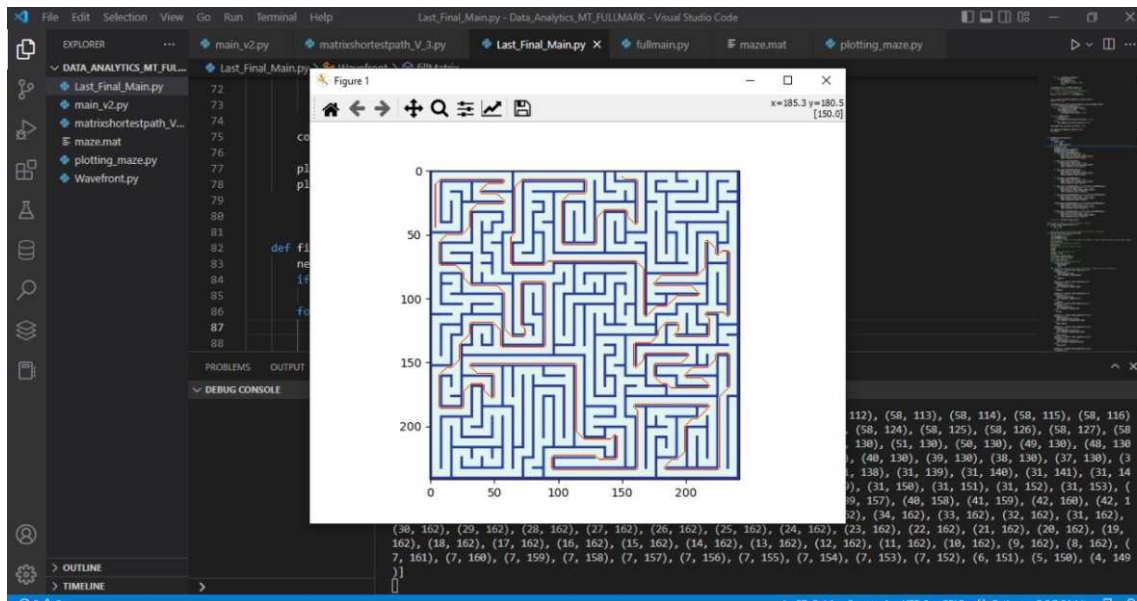 File Edit Selection View Go Run Terminal Help
Last_Final_Main.py - Data_Analytics_MT_FULLMARK - Visual Studio Code
EXPLORER
main_v2.py
matrixshortestpath_V_3.py
Last_Final_Main.py
fullmain.py
maze.mat
plotting_maze.py
DATA_ANALYTICS_MT_FUL...
Last_Final_Main.py
main_v2.py
matrixshortestpath_V...
maze.mat
plotting_maze.py
Wavefront.py
Last_Final_Main.py
72
73
74
75 co
76
77 pl
78 pl
79
80
81
82 def fi
83 ne
84 if
85
86 fo
87
88
Figure 1
x=185.3 y=180.5
[150.0]
0
50
100
150
200
0 50 100 150 200
PROBLEMS OUTPUT
DEBUG CONSOLE
112), (58, 113), (58, 114), (58, 115), (58, 116)
(58, 124), (58, 125), (58, 126), (58, 127), (58
130), (51, 130), (50, 130), (49, 130), (48, 130
(40, 130), (39, 130), (38, 130), (37, 130), (3
138), (31, 139), (31, 140), (31, 141), (31, 14
), (31, 150), (31, 151), (31, 152), (31, 153), (
9, 157), (40, 158), (41, 159), (42, 160), (42, 1
2), (34, 162), (33, 162), (32, 162), (31, 162),
(30, 162), (29, 162), (28, 162), (27, 162), (26, 162), (25, 162), (24, 162), (23, 162), (22, 162), (21, 162), (20, 162), (19,
162), (18, 162), (17, 162), (16, 162), (15, 162), (14, 162), (13, 162), (12, 162), (11, 162), (10, 162), (9, 162), (8, 162), (
7, 161), (7, 160), (7, 159), (7, 158), (7, 157), (7, 156), (7, 155), (7, 154), (7, 153), (7, 152), (6, 151), (5, 150), (4, 149
)]
OUTLINE
TIMELINE